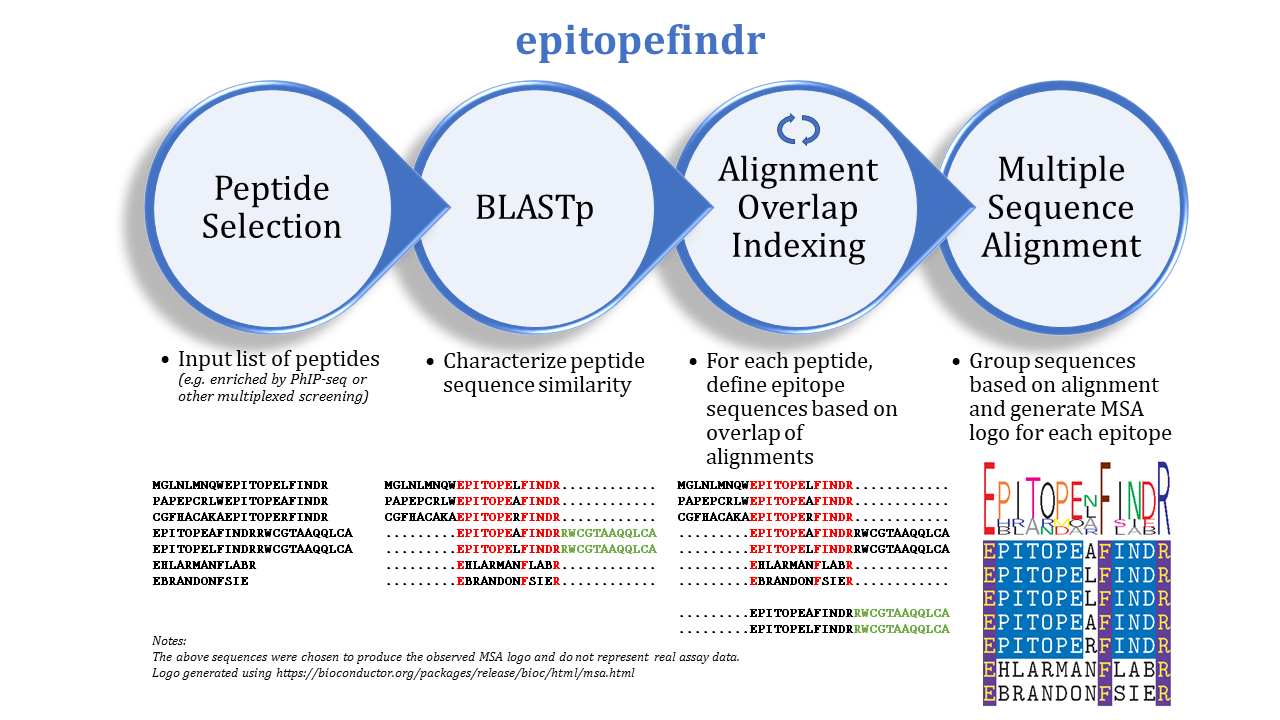 epitopefindr
Peptide
Selection
BLASTp
Alignment
Overlap
Indexing
Multiple
Sequence
Alignment
• Input list of peptides
(e.g. enriched by PhIP-seq or
other multiplexed screening)
• Characterize peptide
sequence similarity
• For each peptide,
define epitope
sequences based on
overlap of
alignments
• Group sequences
based on alignment
and generate MSA
logo for each epitope
MGLNLMNQWEPITOPELFINDR
PAPEPCRLWEPITOPEAFINDR
CGFHACAKAEPITOPERFINDR
EPITOPEAFINDRRWCGTAAQQLCA
EPITOPELFINDRRWCGTAAQQLCA
EHLARMANFLABR
EBRANDONFSIE
MGLNLMNQWEPITOPELFINDR............
PAPEPCRLWEPITOPEAFINDR............
CGFHACAKAEPITOPERFINDR............
.........EPITOPEAFINDRRWCGTAAQQLCA
.........EPITOPELFINDRRWCGTAAQQLCA
.........EHLARMANFLABR............
.........EBRANDONFSIER............
MGLNLMNQWEPITOPELFINDR............
PAPEPCRLWEPITOPEAFINDR............
CGFHACAKAEPITOPERFINDR............
.........EPITOPEAFINDRRWCGTAAQQLCA
.........EPITOPELFINDRRWCGTAAQQLCA
.........EHLARMANFLABR............
.........EBRANDONFSIER............
.........EPITOPEAFINDRRWCGTAAQQLCA
.........EPITOPELFINDRRWCGTAAQQLCA
EPITOPE FINDR
EPITOPEAFINDR
EPITOPELFINDR
EPITOPELFINDR
EPITOPEAFINDR
EPITOPERFINDR
EHLARMANFLABR
EBRANDONFSIER
Notes:
The above sequences were chosen to produce the observed MSA logo and do not represent real assay data.
Logo generated using https://bioconductor.org/packages/release/bioc/html/msa.html